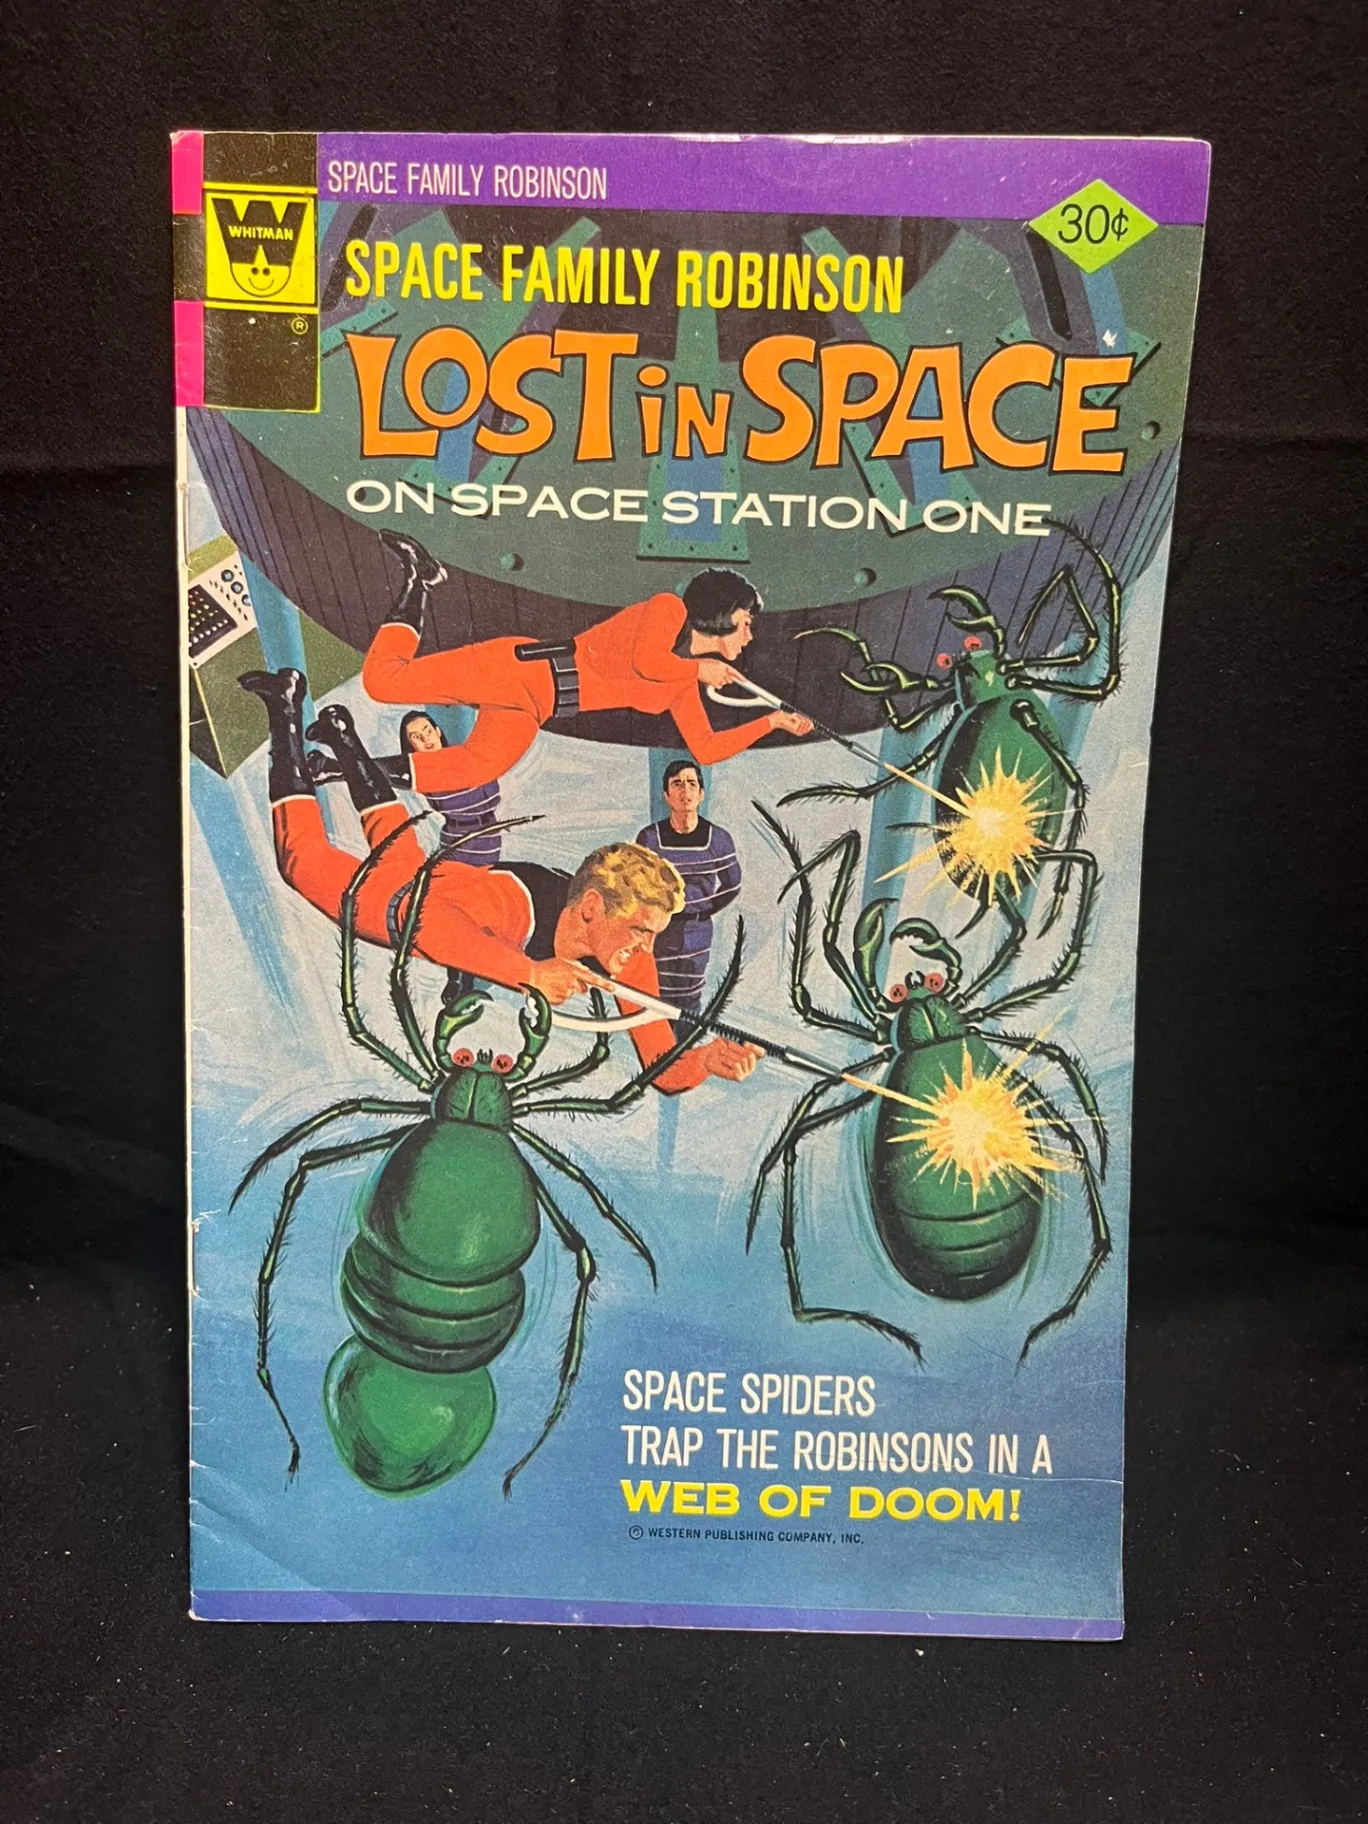 SPACE FAMILY ROBINSON
WHITMAN
®
30¢
SPACE FAMILY ROBINSON
LOST iN SPACE
ON SPACE STATION ONE
SPACE SPIDERS
TRAP THE ROBINSONS IN A
WEB OF DOOM!
© WESTERN PUBLISHING COMPANY, INC.